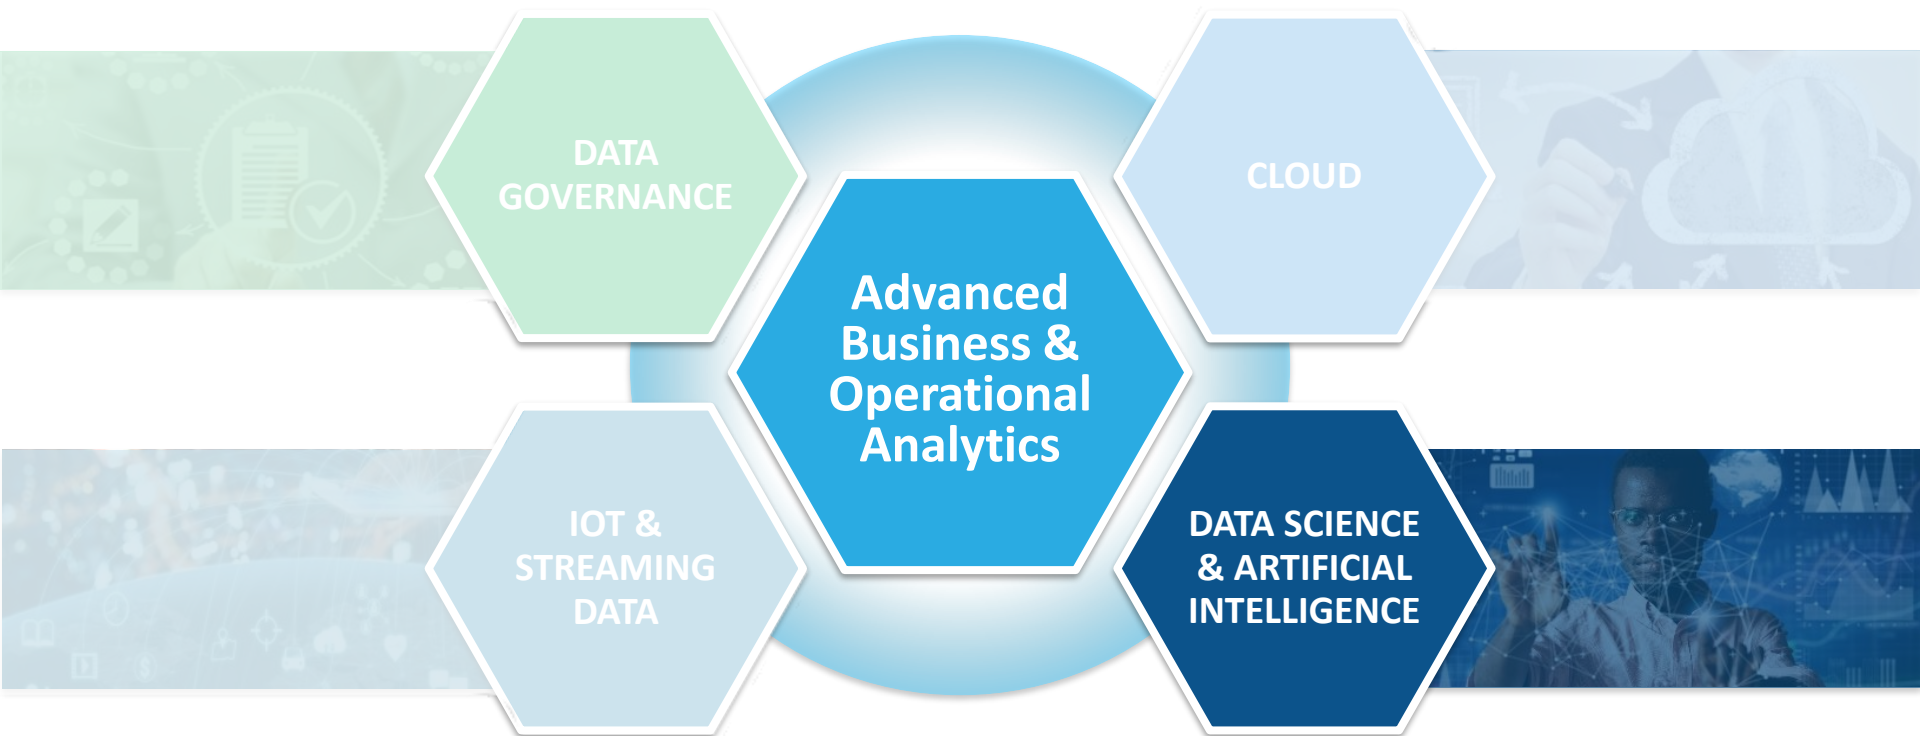 DATA
GOVERNANCE
CLOUD
Advanced
Business &
Operational
Analytics
IOT &
STREAMING
DATA
DATA SCIENCE
& ARTIFICIAL
INTELLIGENCE